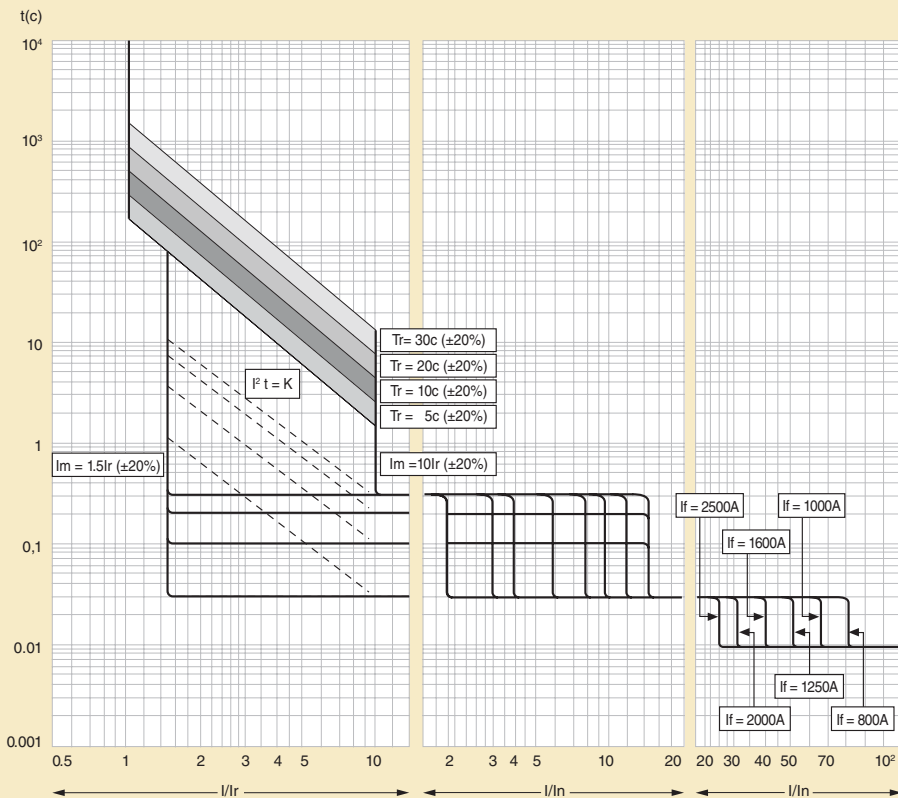 t(c)
10⁴
10³
10²
10
1
0,1
0.01
0.001
Tr= 30c (±20%)
Tr = 20c (±20%)
Tr = 10c (±20%)
Tr = 5c (±20%)
I² t = K
Im = 1.5Ir (±20%)
Im =10Ir (±20%)
If = 2500A
If = 1000A
If = 1600A
If = 1250A
If = 2000A
If = 800A
0.5 1 2 3 4 5 10
2 3 4 5 10 20
20 30 40 50 70 10²
I/Ir
I/In
I/In